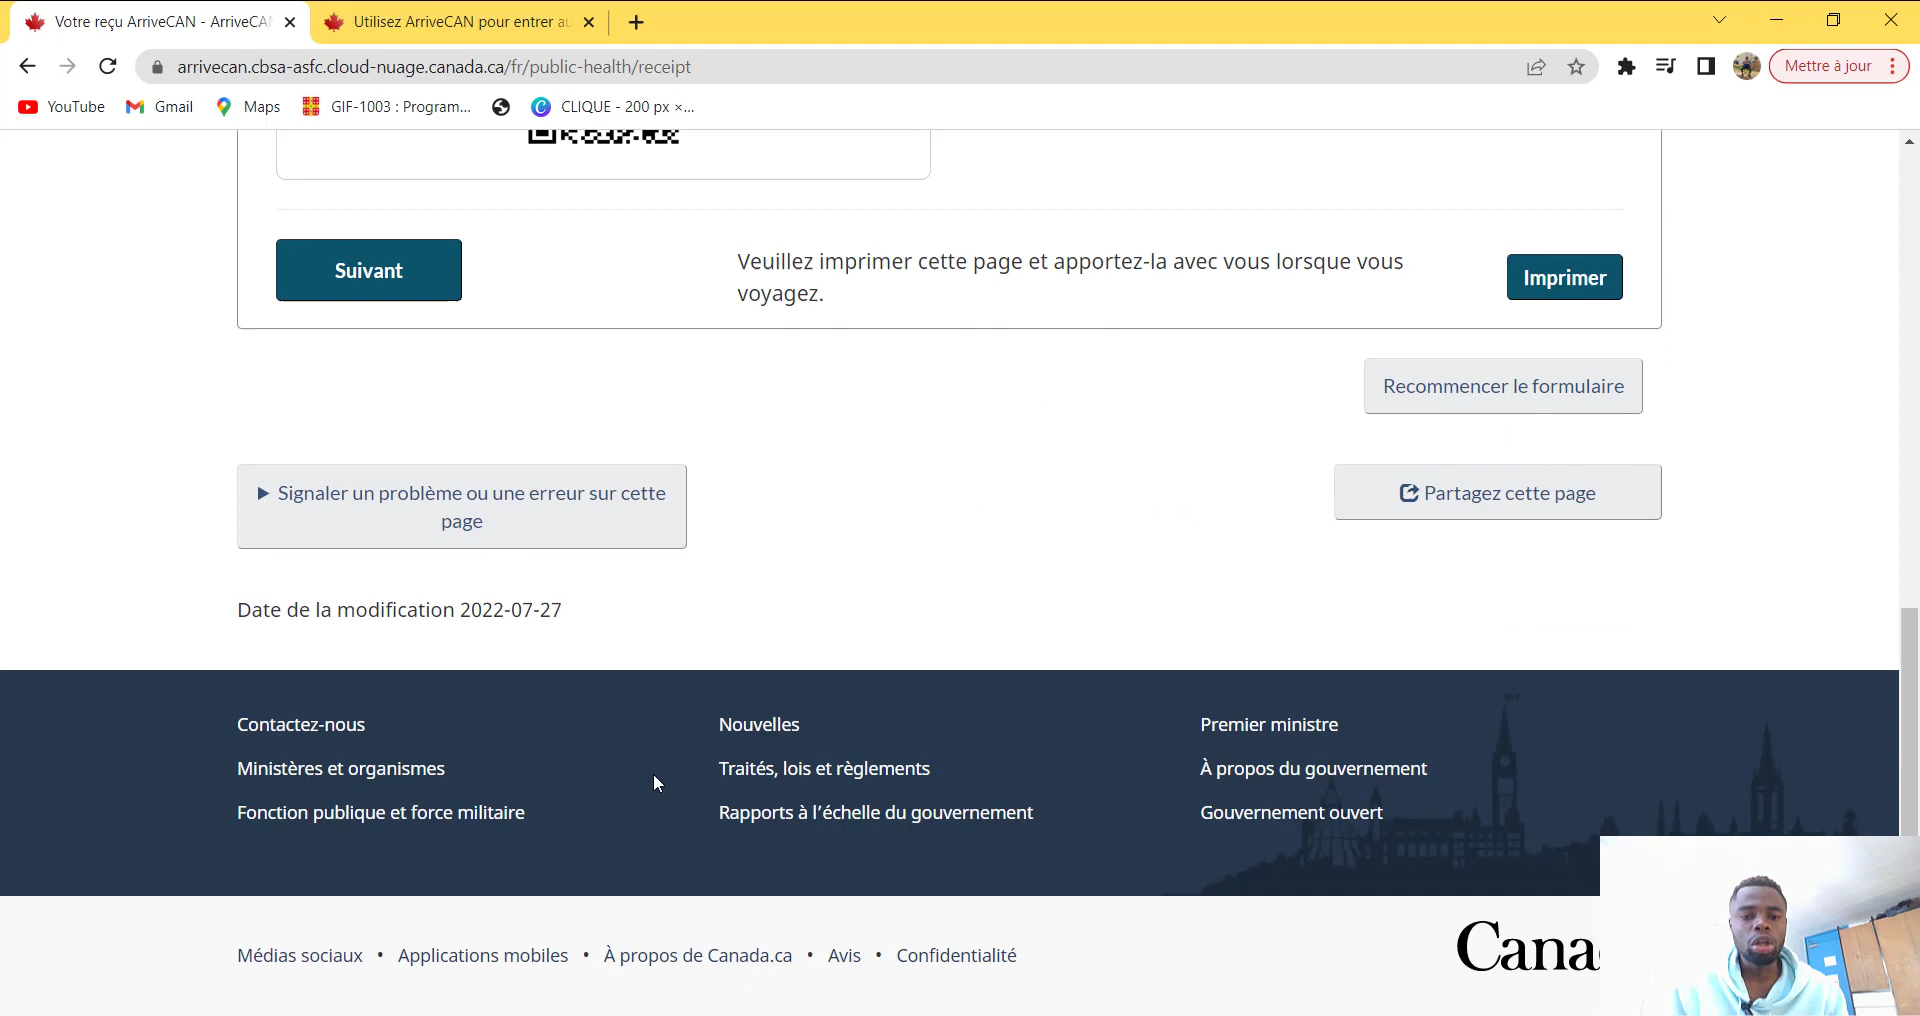 Votre reçu ArriveCAN - ArriveCAN
Utilisez ArriveCAN pour entrer au
arrivecan.cbsa-asfc.cloud-nuage.canada.ca/fr/public-health/receipt
Mettre à jour
YouTube
Gmail
Maps
GIF-1003 : Program...
CLIQUE - 200 px ×...
Suivant
Veuillez imprimer cette page et apportez-la avec vous lorsque vous
voyagez.
Imprimer
Recommencer le formulaire
Signaler un problème ou une erreur sur cette
page
Partagez cette page
Date de la modification 2022-07-27
Contactez-nous
Nouvelles
Premier ministre
Ministères et organismes
Traités, lois et règlements
À propos du gouvernement
Fonction publique et force militaire
Rapports à l’échelle du gouvernement
Gouvernement ouvert
Médias sociaux • Applications mobiles • À propos de Canada.ca • Avis • Confidentialité
Cana